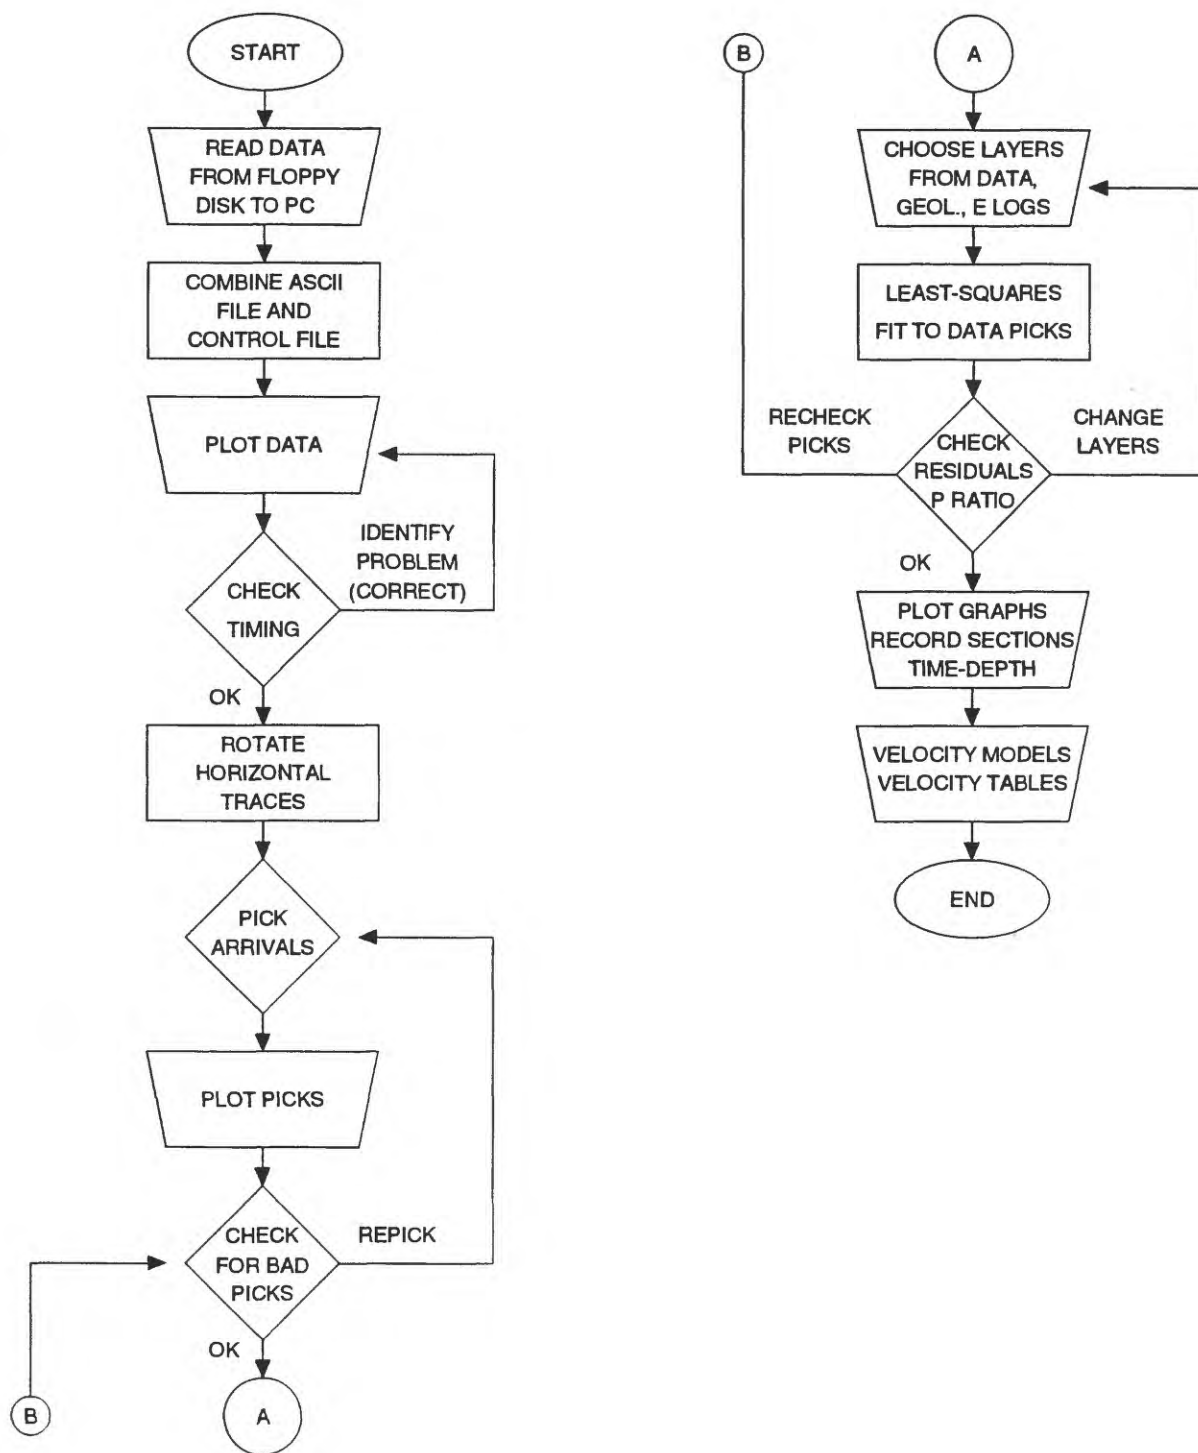 START
READ DATA
FROM FLOPPY
DISK TO PC
COMBINE ASCII
FILE AND
CONTROL FILE
PLOT DATA
IDENTIFY
PROBLEM
(CORRECT)
CHECK
TIMING
OK
ROTATE
HORIZONTAL
TRACES
PICK
ARRIVALS
PLOT PICKS
CHECK
FOR BAD
PICKS
REPICK
OK
B
A
B
A
CHOOSE LAYERS
FROM DATA,
GEOL., E LOGS
LEAST-SQUARES
FIT TO DATA PICKS
RECHECK
PICKS
CHECK
RESIDUALS
P RATIO
CHANGE
LAYERS
OK
PLOT GRAPHS
RECORD SECTIONS
TIME-DEPTH
VELOCITY MODELS
VELOCITY TABLES
END